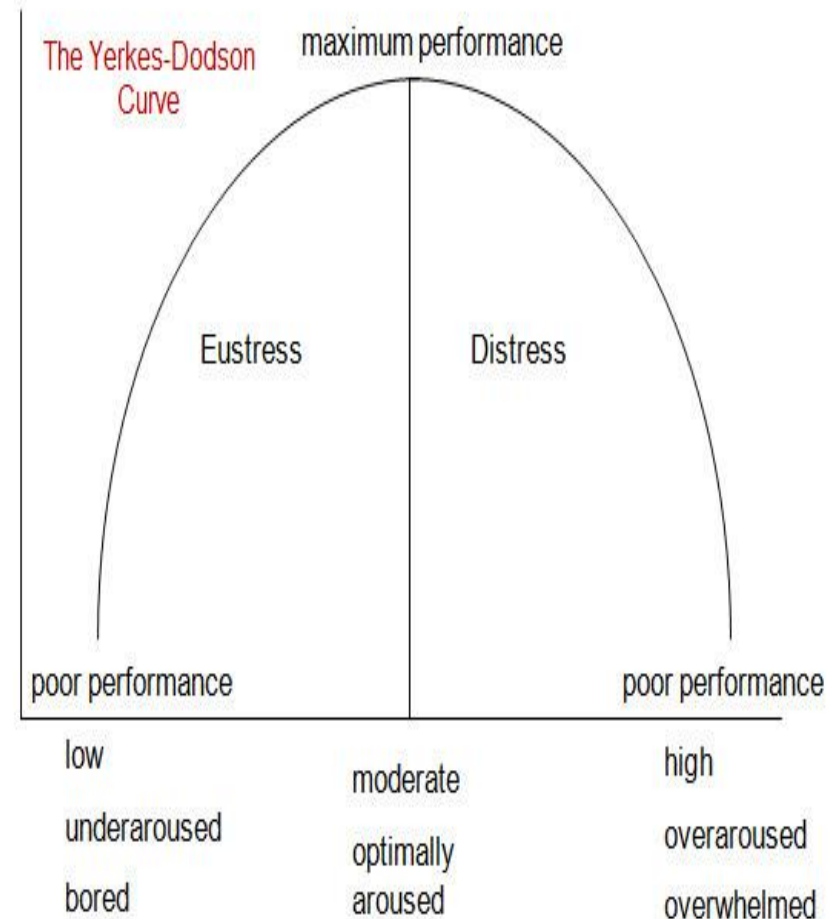 The Yerkes-Dodson
Curve
maximum performance
Eustress
Distress
poor performance
poor performance
low
moderate
high
underaroused
optimally
aroused
overaroused
bored
overwhelmed